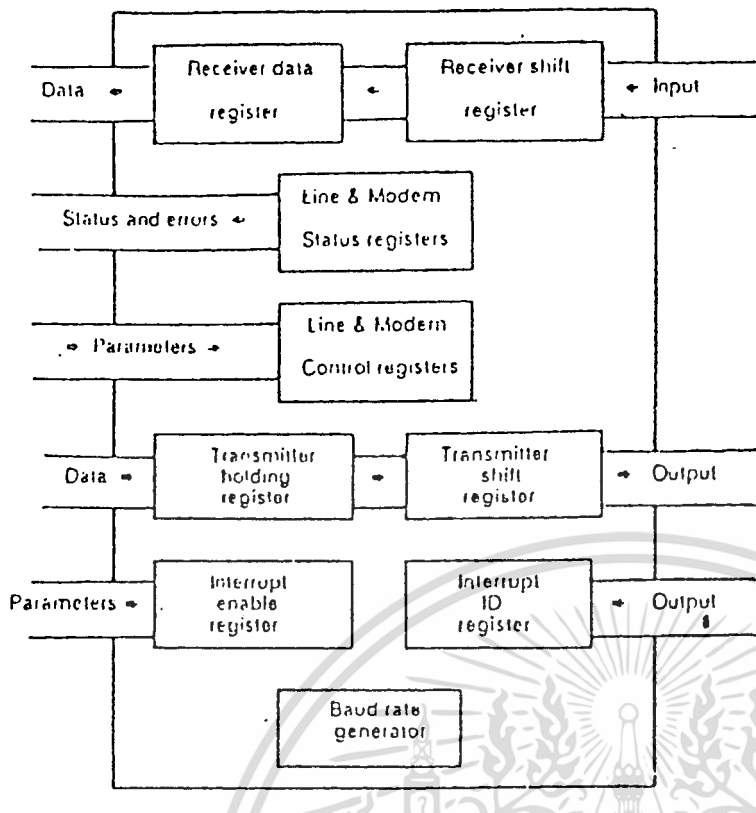 Data ← Receiver data register ← Receiver shift register ← Input
Status and errors ← Line & Modem Status registers
→ Parameters → Line & Modem Control registers
Data → Transmitter holding register → Transmitter shift register → Output
Parameters → Interrupt enable register
Interrupt ID register → Output
Baud rate generator